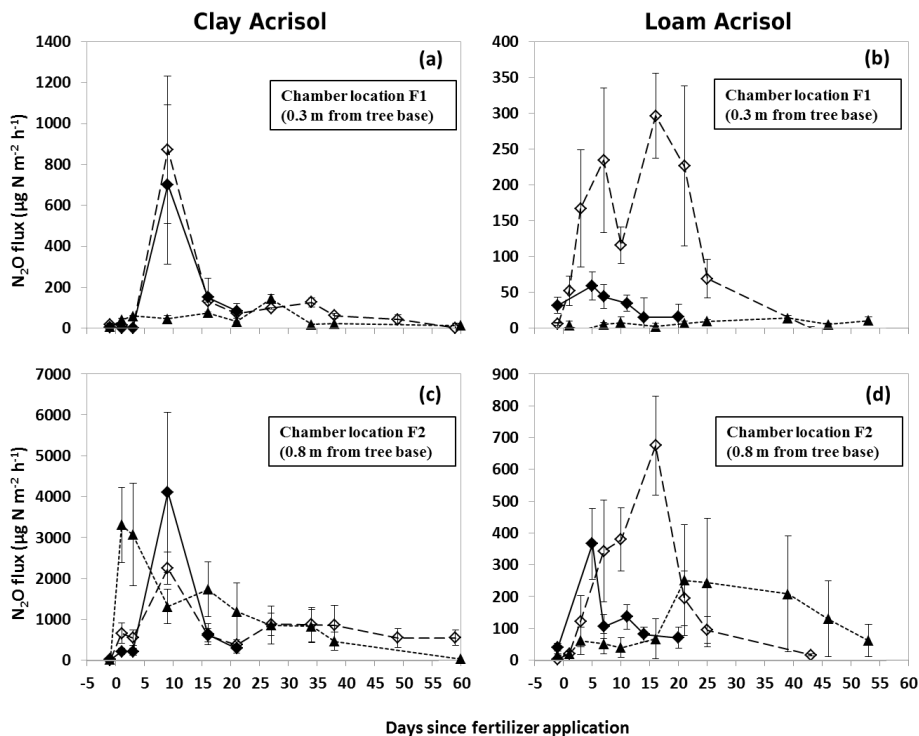 Clay Acrisol
Loam Acrisol
N₂O flux (µg N m⁻² h⁻¹)
1400
1200
1000
800
600
400
200
0
(a)
Chamber location F1
(0.3 m from tree base)
400
350
300
250
200
150
100
50
0
(b)
Chamber location F1
(0.3 m from tree base)
N₂O flux (µg N m⁻² h⁻¹)
7000
6000
5000
4000
3000
2000
1000
0
(c)
Chamber location F2
(0.8 m from tree base)
-5 0 5 10 15 20 25 30 35 40 45 50 55 60
900
800
700
600
500
400
300
200
100
0
(d)
Chamber location F2
(0.8 m from tree base)
-5 0 5 10 15 20 25 30 35 40 45 50 55 60
Days since fertilizer application